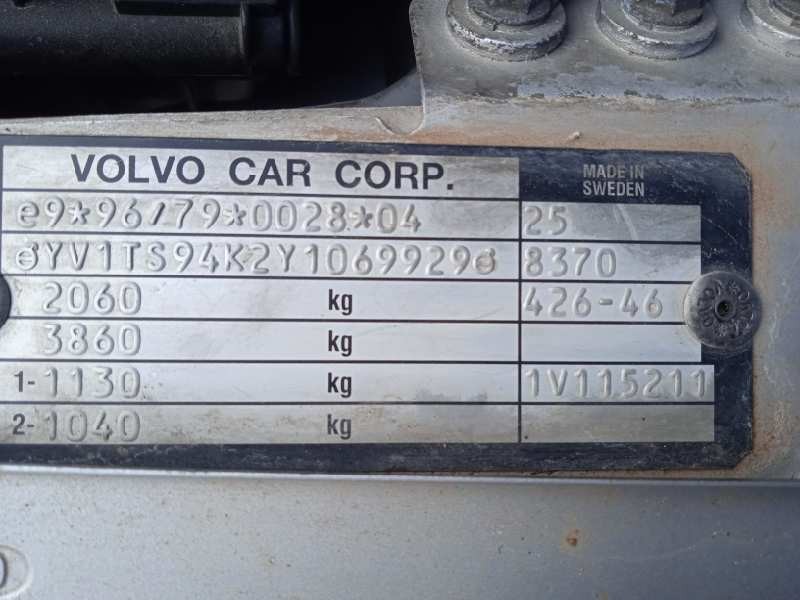 VOLVO CAR CORP. MADE IN SWEDEN
e9*96/79*0028*04 25
YV1TS94K2Y1069929 8370
2060 kg 426-46
3860 kg
1-1130 kg 1V115211
2-1040 kg